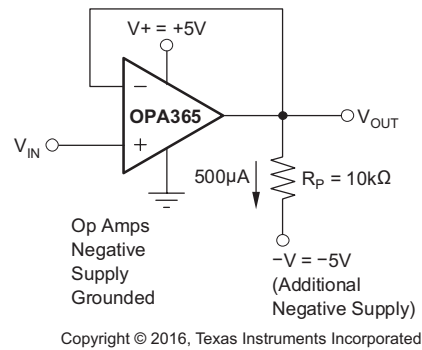 V+ = +5V
−
OPA365
+
V_IN
V_OUT
500µA
R_P = 10kΩ
Op Amps
Negative
Supply
Grounded
−V = −5V
(Additional
Negative Supply)
Copyright © 2016, Texas Instruments Incorporated